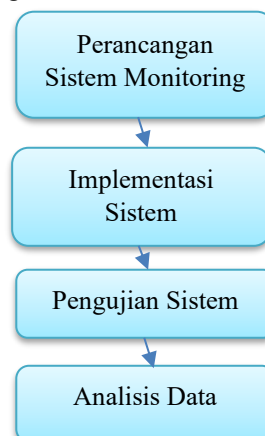 Perancangan
Sistem Monitoring
Implementasi
Sistem
Pengujian Sistem
Analisis Data